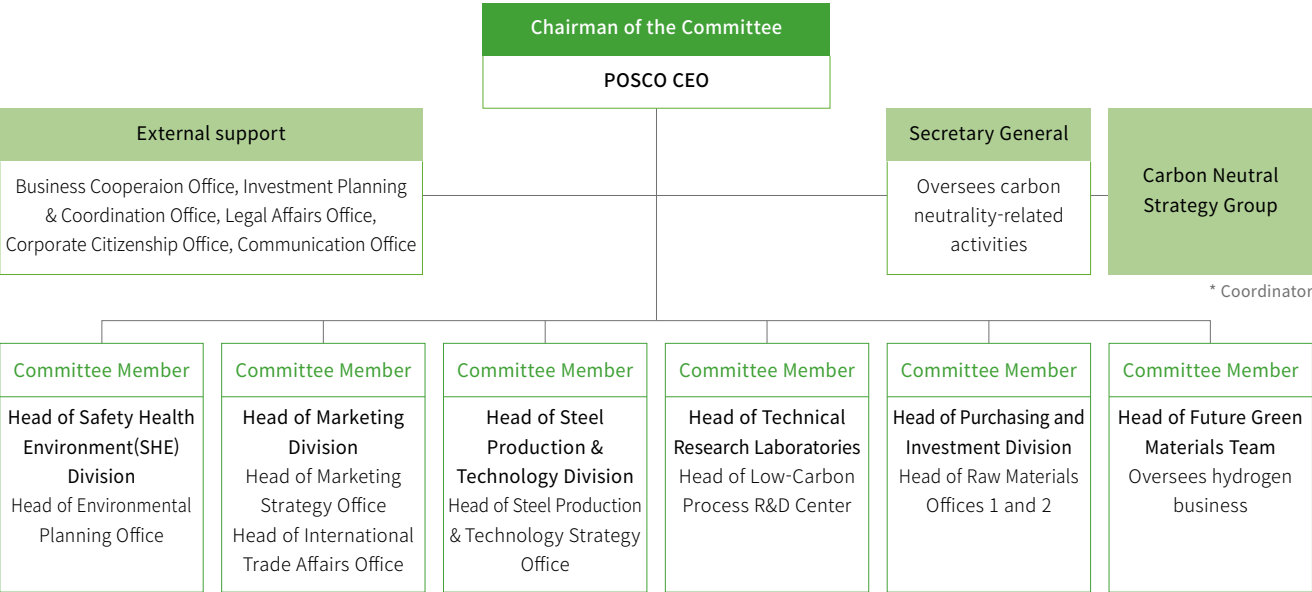 Chairman of the Committee
POSCO CEO
External support
Business Cooperaion Office, Investment Planning
& Coordination Office, Legal Affairs Office,
Corporate Citizenship Office, Communication Office
Secretary General
Oversees carbon
neutrality-related
activities
Carbon Neutral
Strategy Group
* Coordinator
Committee Member
Head of Safety Health
Environment(SHE)
Division
Head of Environmental
Planning Office
Committee Member
Head of Marketing
Division
Head of Marketing
Strategy Office
Head of International
Trade Affairs Office
Committee Member
Head of Steel
Production &
Technology Division
Head of Steel Production
& Technology Strategy
Office
Committee Member
Head of Technical
Research Laboratories
Head of Low-Carbon
Process R&D Center
Committee Member
Head of Purchasing and
Investment Division
Head of Raw Materials
Offices 1 and 2
Committee Member
Head of Future Green
Materials Team
Oversees hydrogen
business